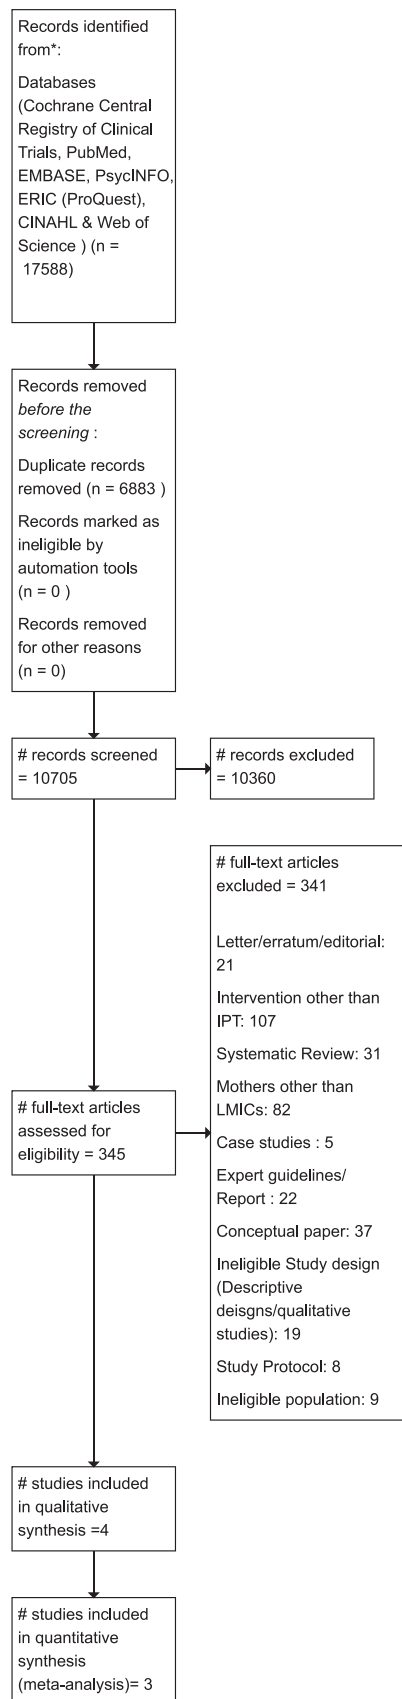 Records identified
from*:
Databases
(Cochrane Central
Registry of Clinical
Trials, PubMed,
EMBASE, PsycINFO,
ERIC (ProQuest),
CINAHL & Web of
Science ) (n =
17588)
Records removed
before the
screening :
Duplicate records
removed (n = 6883 )
Records marked as
ineligible by
automation tools
(n = 0 )
Records removed
for other reasons
(n = 0)
# records screened
= 10705
# records excluded
= 10360
# full-text articles
excluded = 341
Letter/erratum/editorial:
21
Intervention other than
IPT: 107
Systematic Review: 31
Mothers other than
LMICs: 82
Case studies : 5
Expert guidelines/
Report : 22
Conceptual paper: 37
Ineligible Study design
(Descriptive
deisgns/qualitative
studies): 19
Study Protocol: 8
Ineligible population: 9
# full-text articles
assessed for
eligibility = 345
# studies included
in qualitative
synthesis =4
# studies included
in quantitative
synthesis
(meta-analysis)= 3